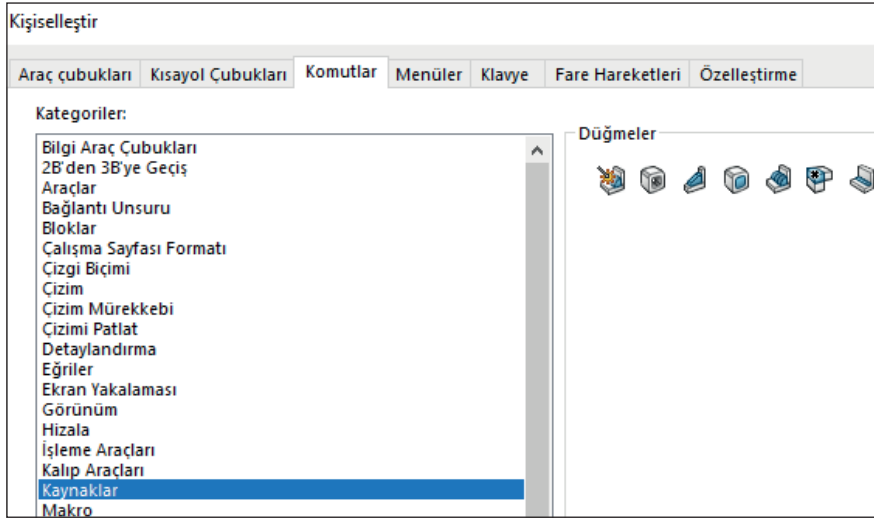 Kişiselleştir
Araç çubukları Kısayol Çubukları Komutlar Menüler Klavye Fare Hareketleri Özelleştirme
Kategoriler:
Düğmeler
Bilgi Araç Çubukları
2B'den 3B'ye Geçiş
Araçlar
Bağlantı Unsuru
Bloklar
Çalışma Sayfası Formatı
Çizgi Biçimi
Çizim
Çizim Mürekkebi
Çizimi Patlat
Detaylandırma
Eğriler
Ekran Yakalaması
Görünüm
Hizala
İşleme Araçları
Kalıp Araçları
Kaynaklar
Makro